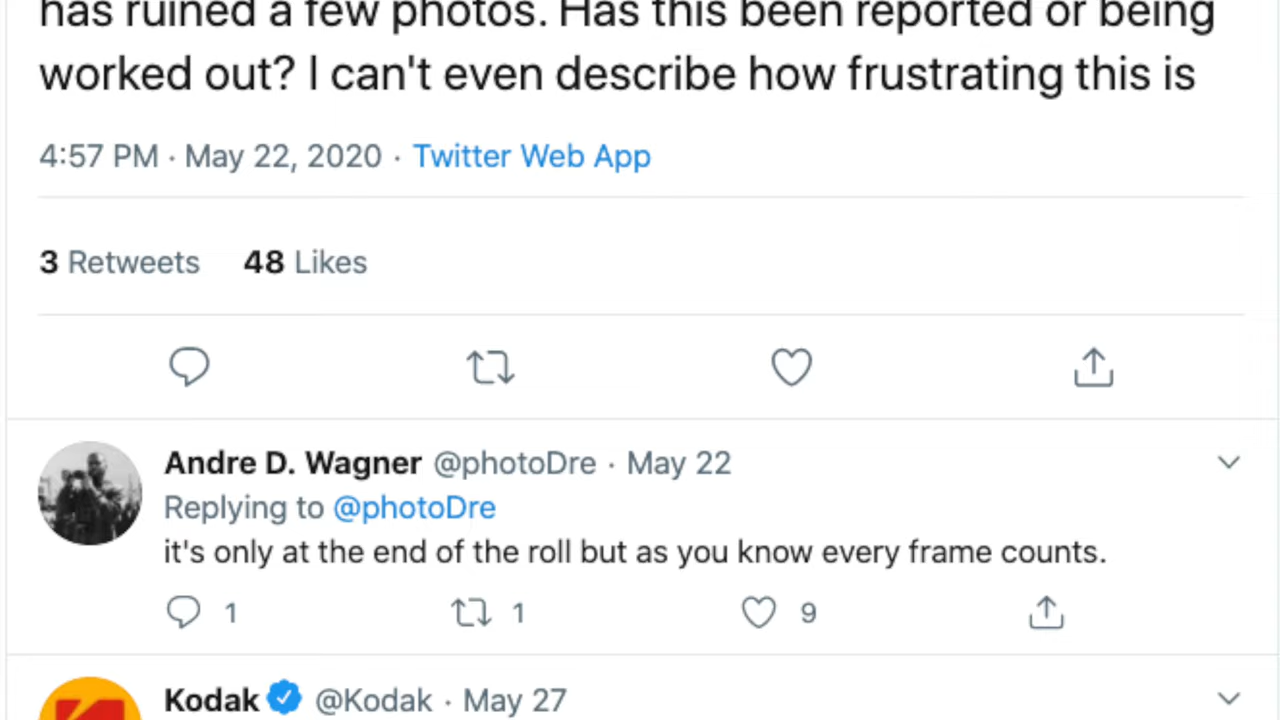 has ruined a few photos. Has this been reported or being
worked out? I can't even describe how frustrating this is
4:57 PM · May 22, 2020 · Twitter Web App
3 Retweets 48 Likes
Andre D. Wagner @photoDre · May 22
Replying to @photoDre
it's only at the end of the roll but as you know every frame counts.
1 1 9
Kodak @Kodak · May 27